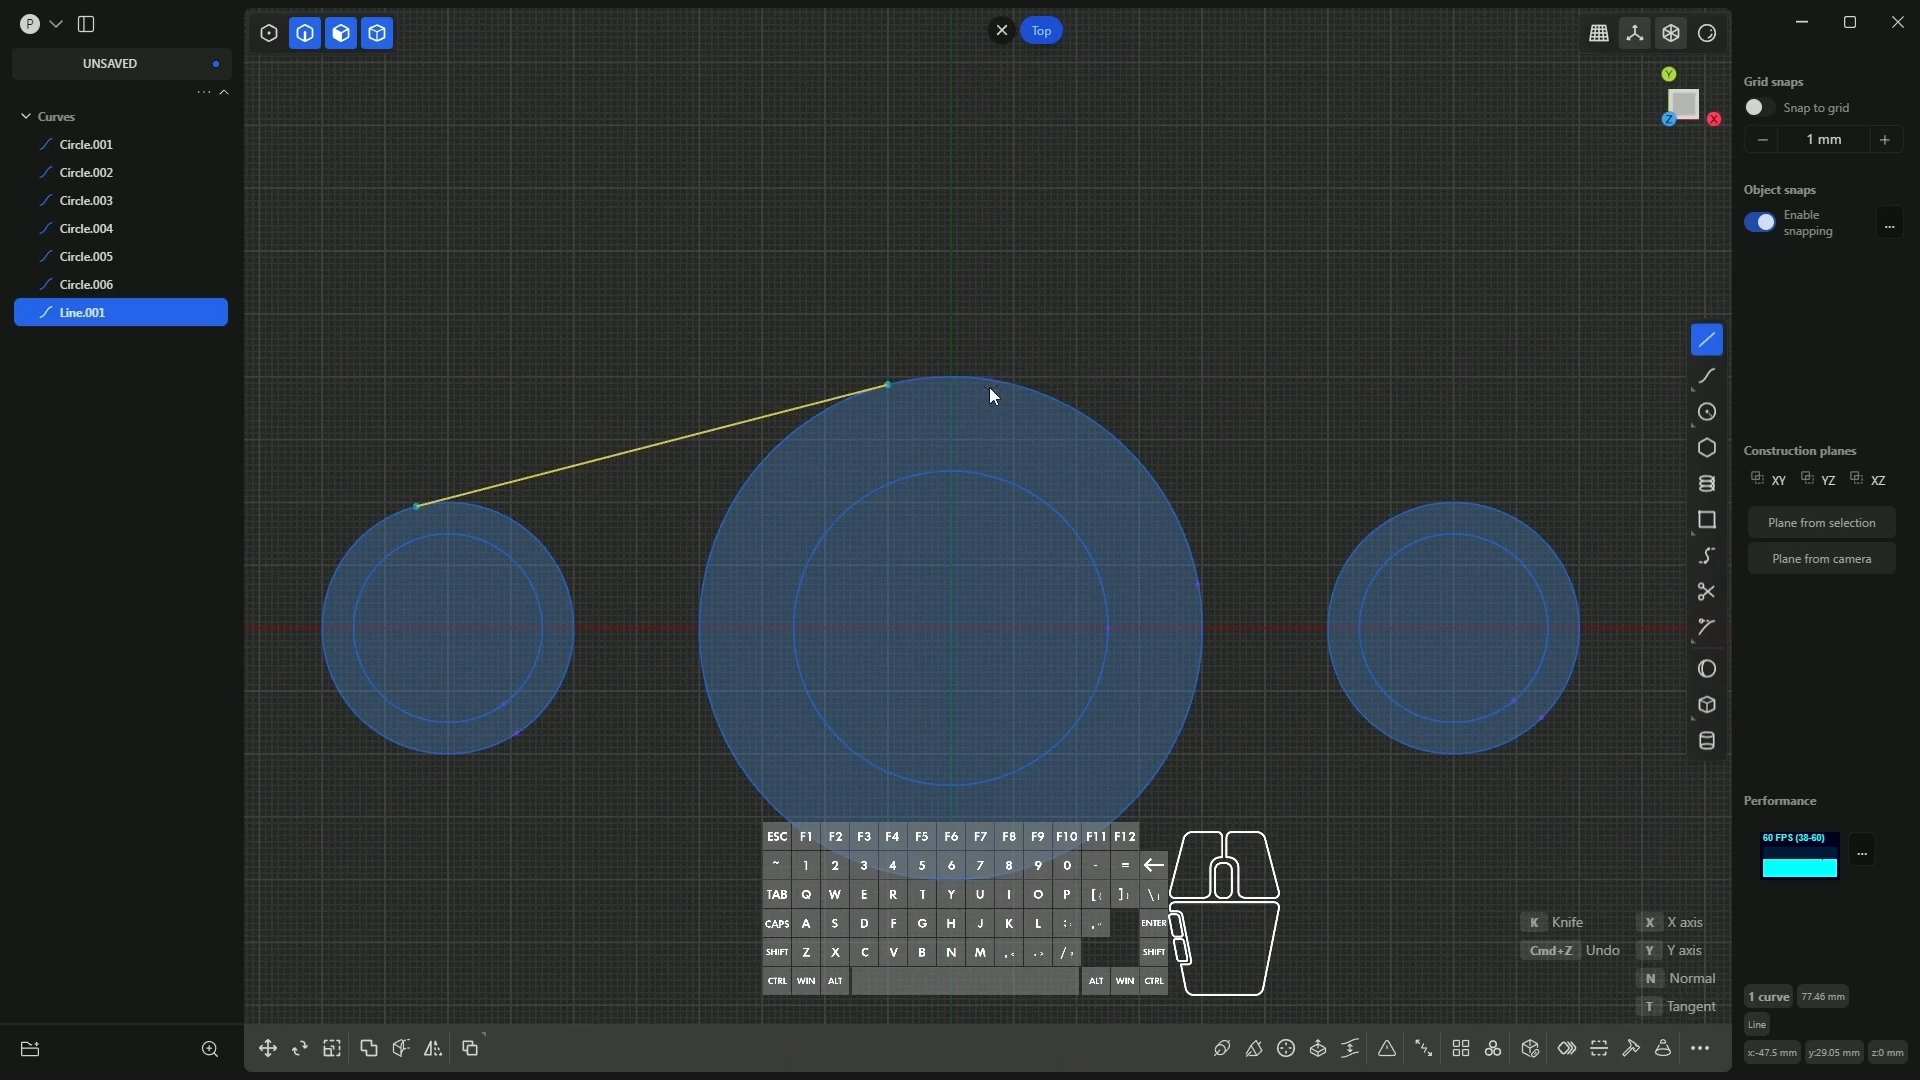 P
UNSAVED
Curves
Circle.001
Circle.002
Circle.003
Circle.004
Circle.005
Circle.006
Line.001
Top
Y
Z
X
Grid snaps
Snap to grid
1 mm
Object snaps
Enable
snapping
...
Construction planes
XY YZ XZ
Plane from selection
Plane from camera
Performance
60 FPS (38-60)
...
ESC F1 F2 F3 F4 F5 F6 F7 F8 F9 F10 F11 F12
~ 1 2 3 4 5 6 7 8 9 0 - =
TAB Q W E R T Y U I O P
CAPS A S D F G H J K L ENTER
SHIFT Z X C V B N M SHIFT
CTRL WIN ALT ALT WIN CTRL
K Knife X X axis
Cmd+Z Undo Y Y axis
N Normal
T Tangent
1 curve 77.46 mm
Line
x:-47.5 mm y:29.05 mm z:0 mm